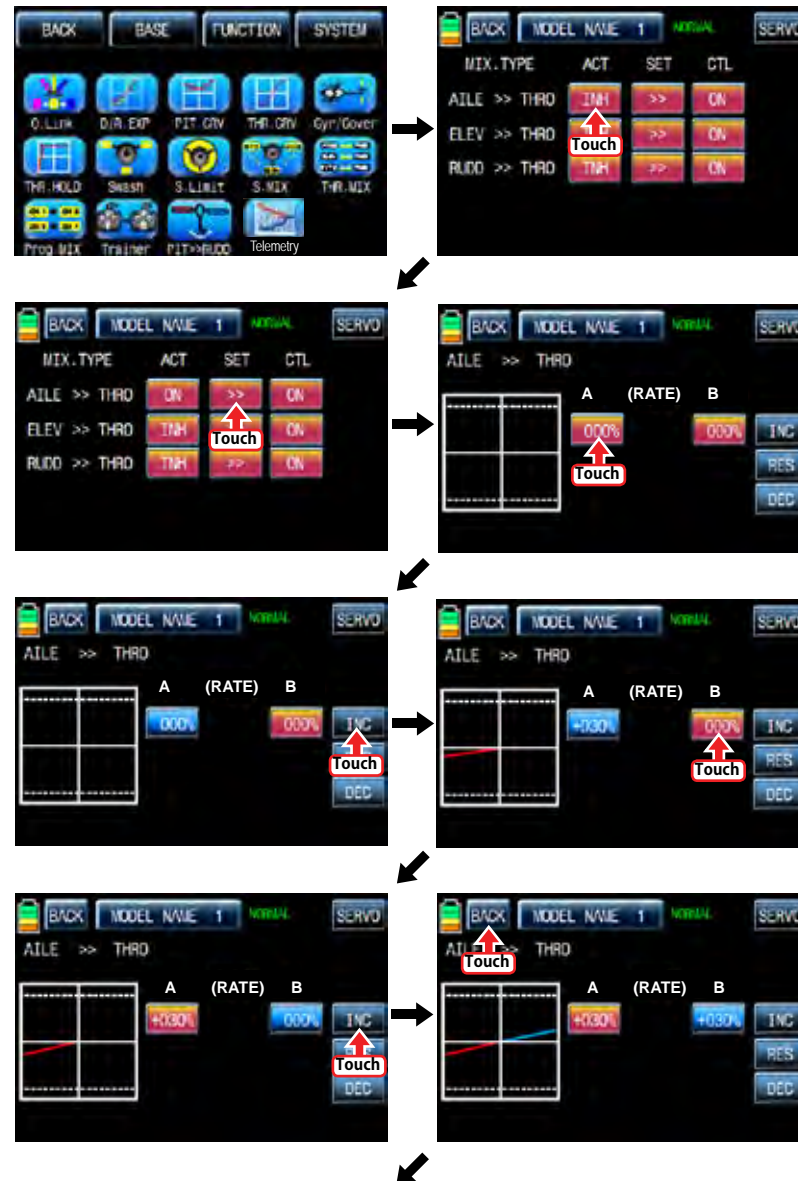 BACK BASE FUNCTION SYSTEM
Q.Link D/R.EXP PIT CRV THR.CRV Gyr/Gover
THR.HOLD Swash S.Limit S.MIX THR.MIX
Prog.MIX Trainer PIT>>RUDD Telemetry
BACK MODEL NAME 1 NORMAL SERVO
MIX.TYPE ACT SET CTL
AILE >> THRO INH >> ON
Touch
ELEV >> THRO >> ON
RUDD >> THRO INH >> ON
BACK MODEL NAME 1 NORMAL SERVO
MIX.TYPE ACT SET CTL
AILE >> THRO ON >> ON
ELEV >> THRO INH ON
Touch
RUDD >> THRO INH >> ON
BACK MODEL NAME 1 NORMAL SERVO
AILE >> THRO
A (RATE) B
000% 000% INC
Touch
RES
DEC
BACK MODEL NAME 1 NORMAL SERVO
AILE >> THRO
A (RATE) B
000% 000% INC
Touch
DEC
BACK MODEL NAME 1 NORMAL SERVO
AILE >> THRO
A (RATE) B
+030% 000% INC
Touch
RES
DEC
BACK MODEL NAME 1 NORMAL SERVO
AILE >> THRO
A (RATE) B
+030% 000% INC
Touch
DEC
BACK MODEL NAME 1 NORMAL SERVO
Touch
AILE >> THRO
A (RATE) B
+030% +030% INC
RES
DEC